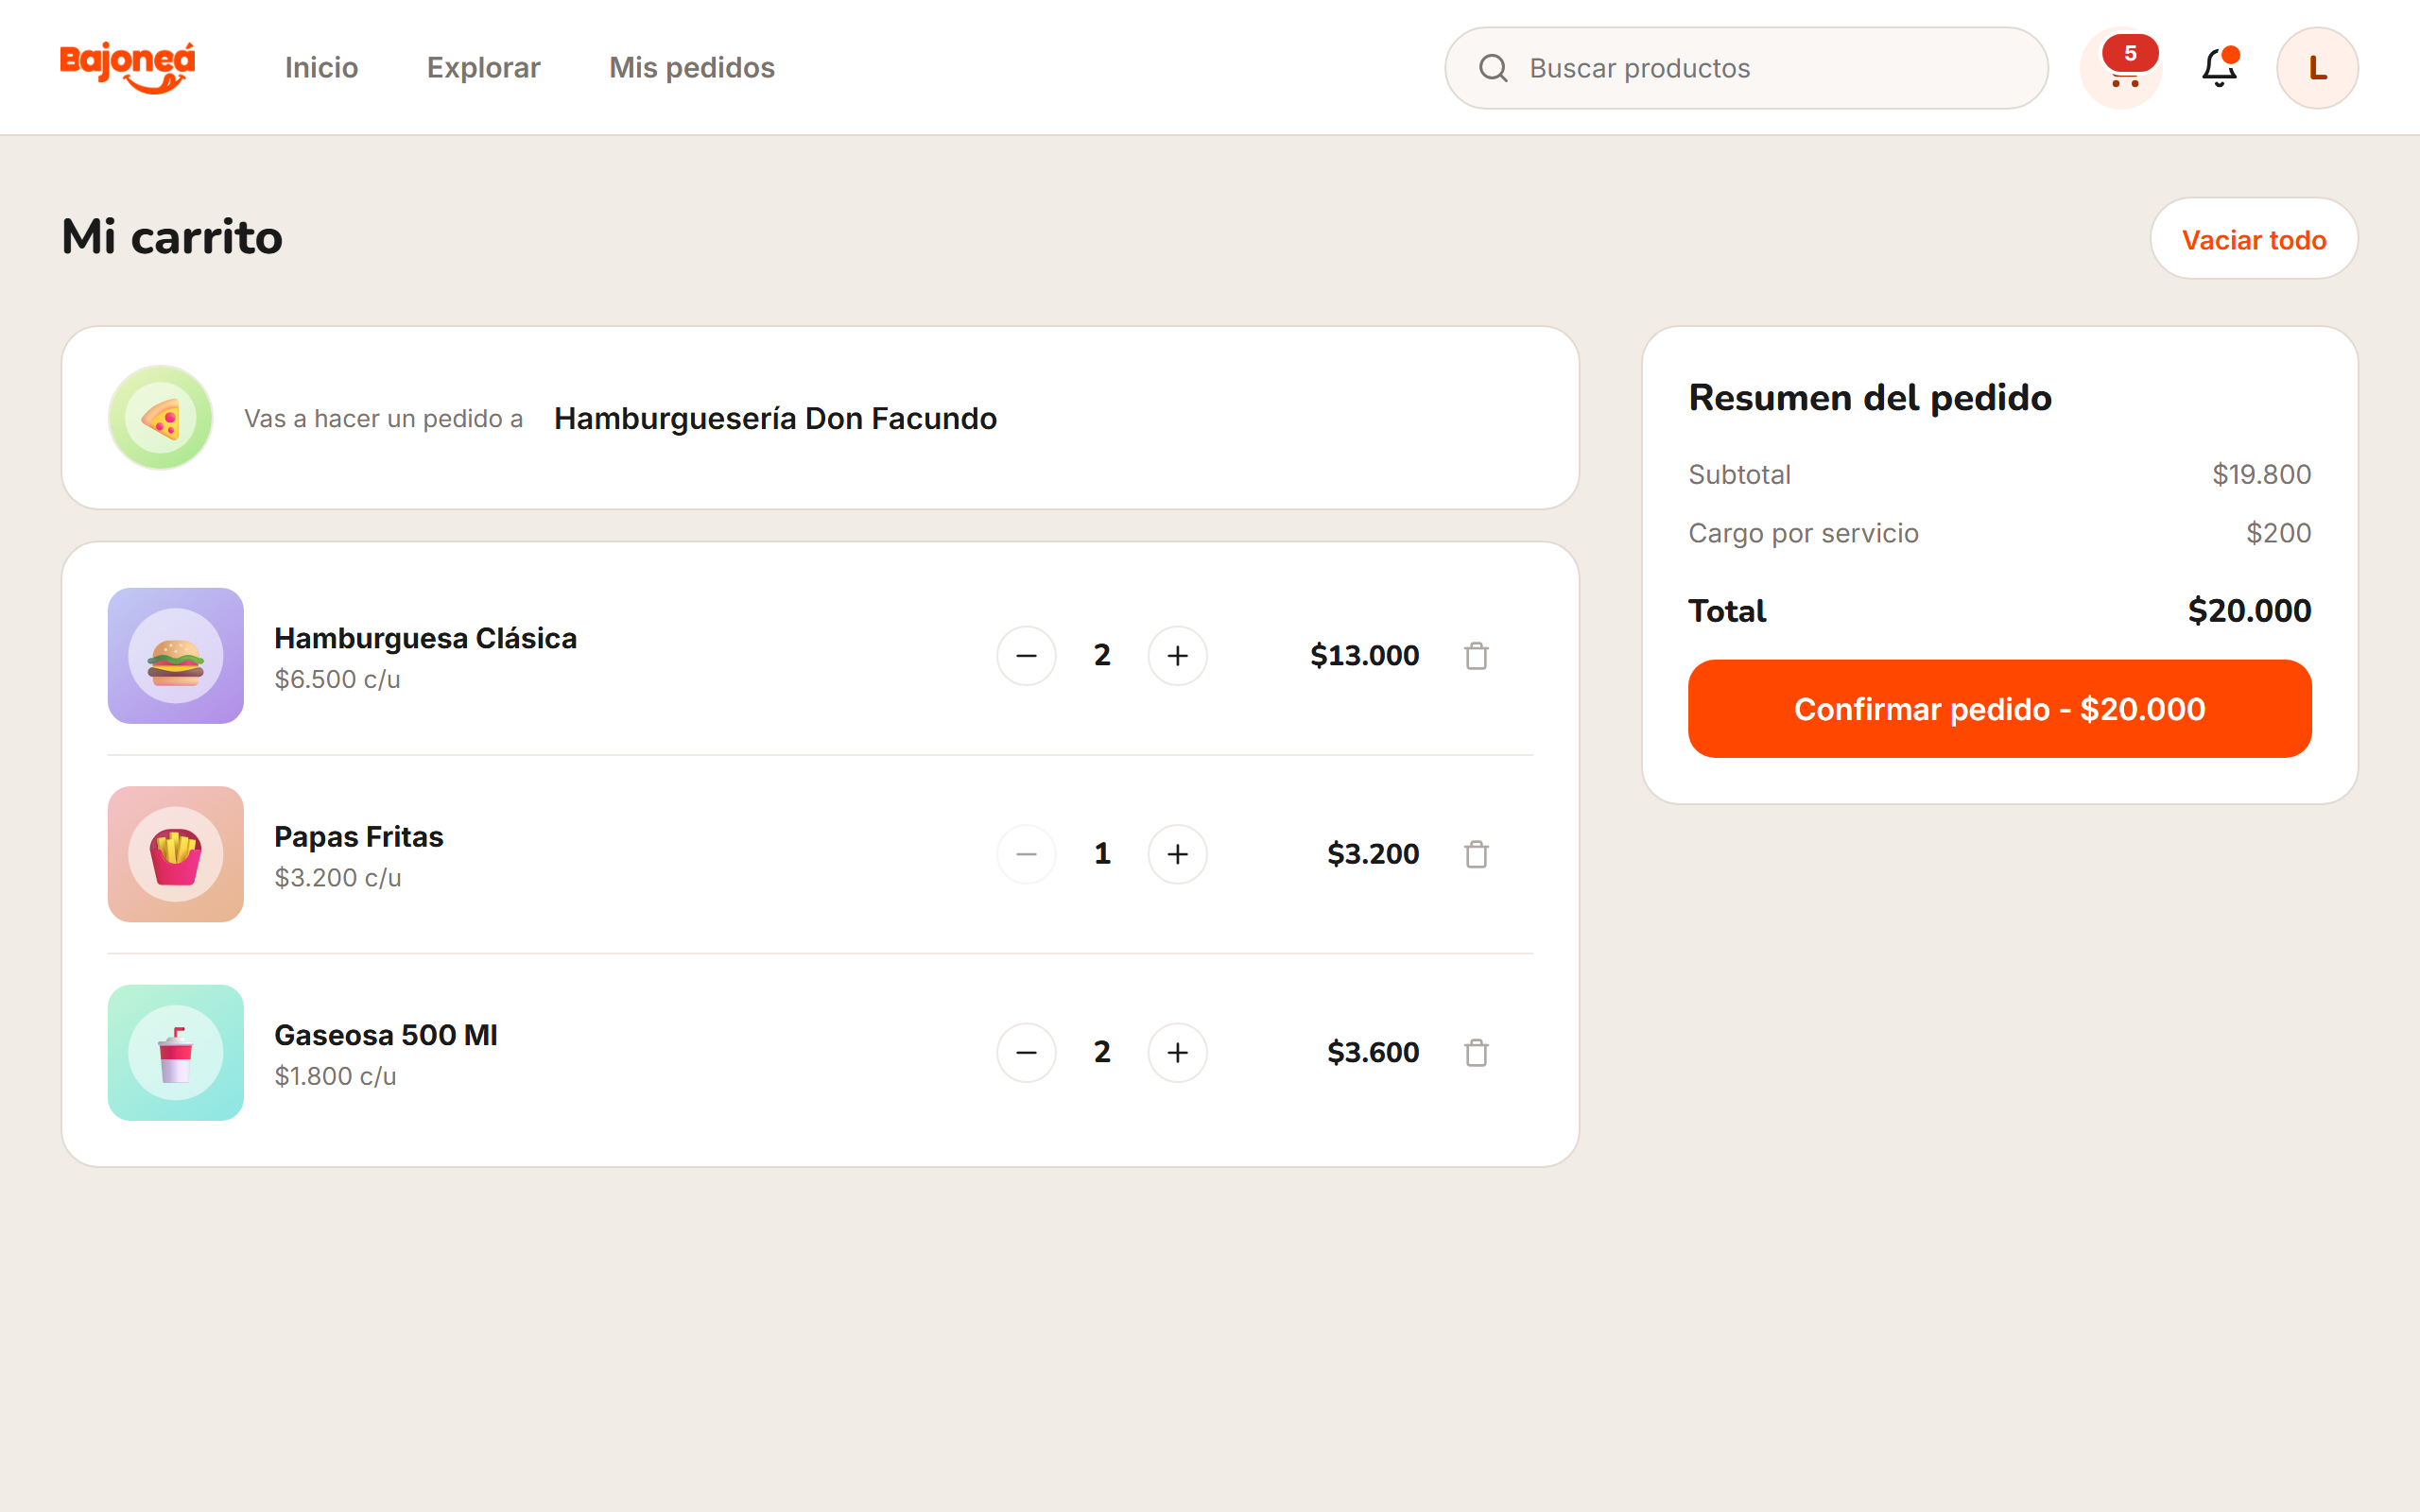 Bajoneá
Inicio
Explorar
Mis pedidos
Buscar productos
5
L
Mi carrito
Vaciar todo
Vas a hacer un pedido a Hamburguesería Don Facundo
Hamburguesa Clásica
$6.500 c/u
2
$13.000
Papas Fritas
$3.200 c/u
1
$3.200
Gaseosa 500 Ml
$1.800 c/u
2
$3.600
Resumen del pedido
Subtotal $19.800
Cargo por servicio $200
Total $20.000
Confirmar pedido - $20.000